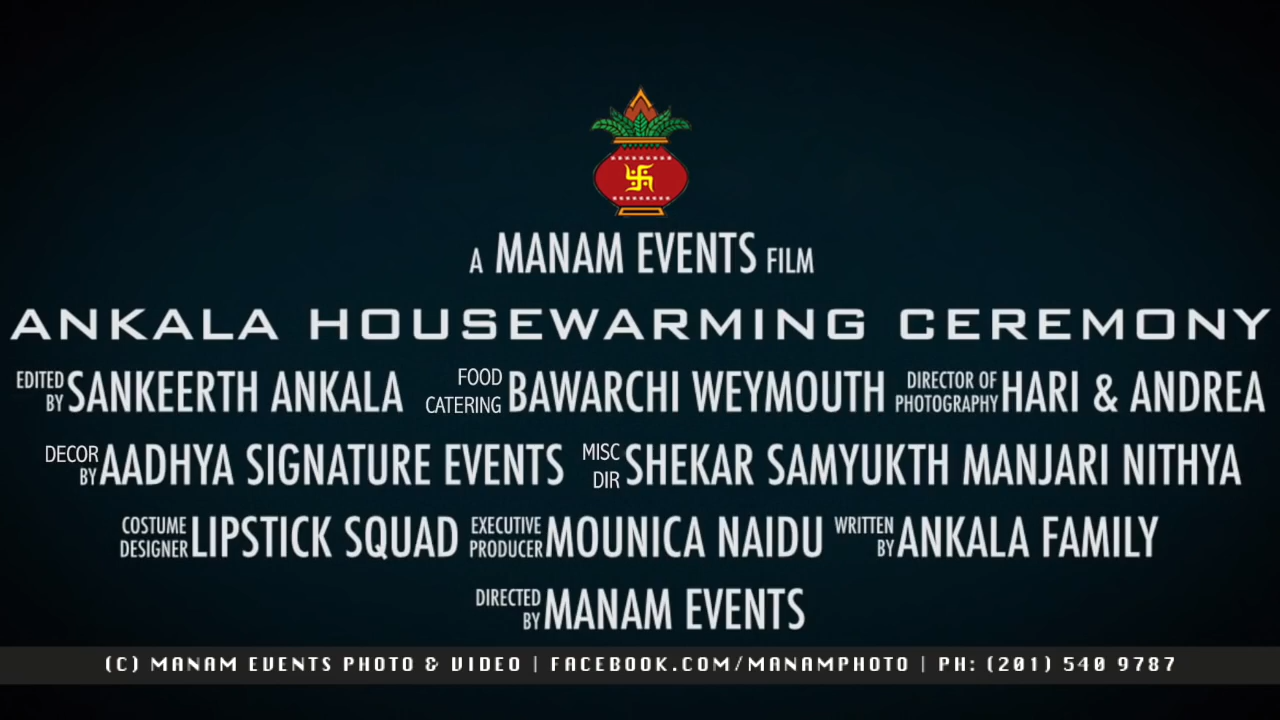 A MANAM EVENTS FILM
ANKALA HOUSEWARMING CEREMONY
EDITED BY SANKEERTH ANKALA FOOD CATERING BAWARCHI WEYMOUTH DIRECTOR OF PHOTOGRAPHY HARI & ANDREA
DECOR BY AADHYA SIGNATURE EVENTS MISC DIR SHEKAR SAMYUKTH MANJARI NITHYA
COSTUME DESIGNER LIPSTICK SQUAD EXECUTIVE PRODUCER MOUNICA NAIDU WRITTEN BY ANKALA FAMILY
DIRECTED BY MANAM EVENTS
(C) MANAM EVENTS PHOTO & VIDEO | FACEBOOK.COM/MANAMPHOTO | PH: (201) 540 9787